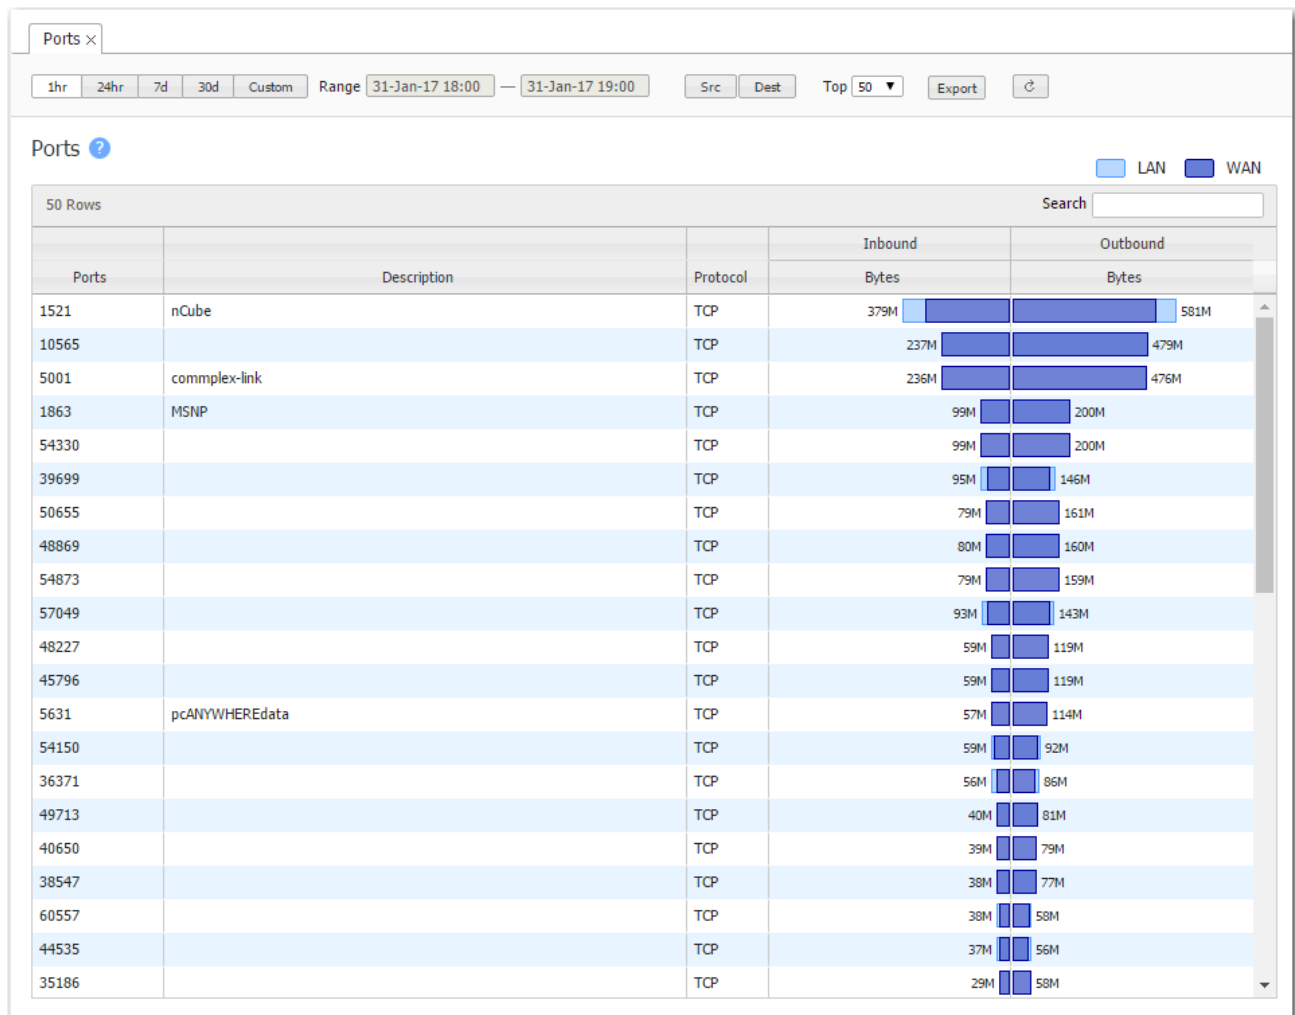 Ports ×
1hr 24hr 7d 30d Custom Range 31-Jan-17 18:00 — 31-Jan-17 19:00 Src Dest Top 50 ▼ Export
Ports ?
LAN WAN
50 Rows Search
Inbound Outbound
Ports Description Protocol Bytes Bytes
1521 nCube TCP 379M 581M
10565 TCP 237M 479M
5001 commplex-link TCP 236M 476M
1863 MSNP TCP 99M 200M
54330 TCP 99M 200M
39699 TCP 95M 146M
50655 TCP 79M 161M
48869 TCP 80M 160M
54873 TCP 79M 159M
57049 TCP 93M 143M
48227 TCP 59M 119M
45796 TCP 59M 119M
5631 pcANYWHEREdata TCP 57M 114M
54150 TCP 59M 92M
36371 TCP 56M 86M
49713 TCP 40M 81M
40650 TCP 39M 79M
38547 TCP 38M 77M
60557 TCP 38M 58M
44535 TCP 37M 56M
35186 TCP 29M 58M